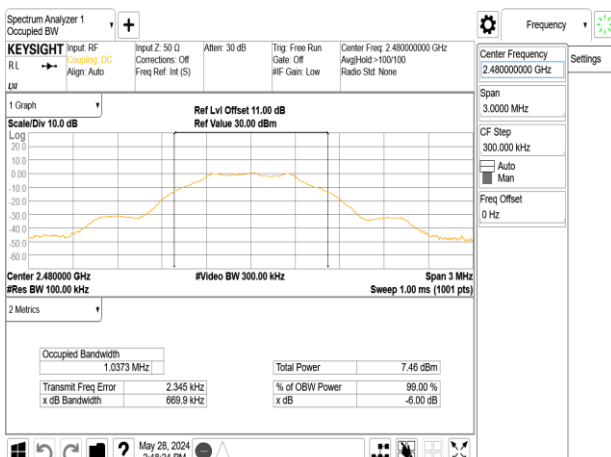 Spectrum Analyzer 1
Occupied BW
Frequency
KEYSIGHT
RL
LXI
Input: RF
Coupling: DC
Align: Auto
Input Z: 50 Ω
Corrections: Off
Freq Ref: Int (S)
Atten: 30 dB
Trig: Free Run
Gate: Off
#IF Gain: Low
Center Freq: 2.480000000 GHz
Avg|Hold:>100/100
Radio Std: None
Center Frequency
2.480000000 GHz
Settings
Span
3.0000 MHz
CF Step
300.000 kHz
Auto
Man
Freq Offset
0 Hz
1 Graph
Scale/Div 10.0 dB
Ref Lvl Offset 11.00 dB
Ref Value 30.00 dBm
Log
20.0
10.0
0.00
-10.0
-20.0
-30.0
-40.0
-50.0
-60.0
Center 2.480000 GHz
#Video BW 300.00 kHz
Span 3 MHz
#Res BW 100.00 kHz
Sweep 1.00 ms (1001 pts)
2 Metrics
Occupied Bandwidth
1.0373 MHz
Total Power 7.46 dBm
Transmit Freq Error 2.345 kHz
% of OBW Power 99.00 %
x dB Bandwidth 669.9 kHz
x dB -6.00 dB
May 28, 2024